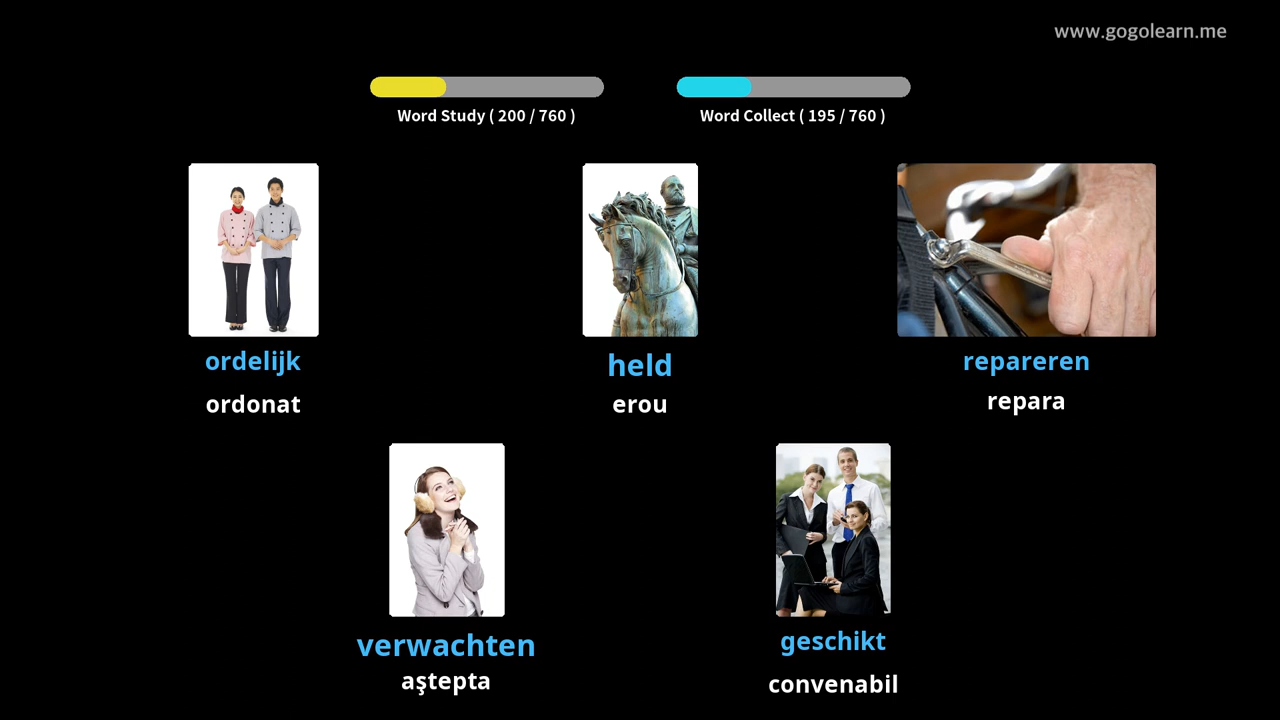 www.gogolearn.me
Word Study ( 200 / 760 )
Word Collect ( 195 / 760 )
ordelijk
ordonat
held
erou
repareren
repara
verwachten
aştepta
geschikt
convenabil